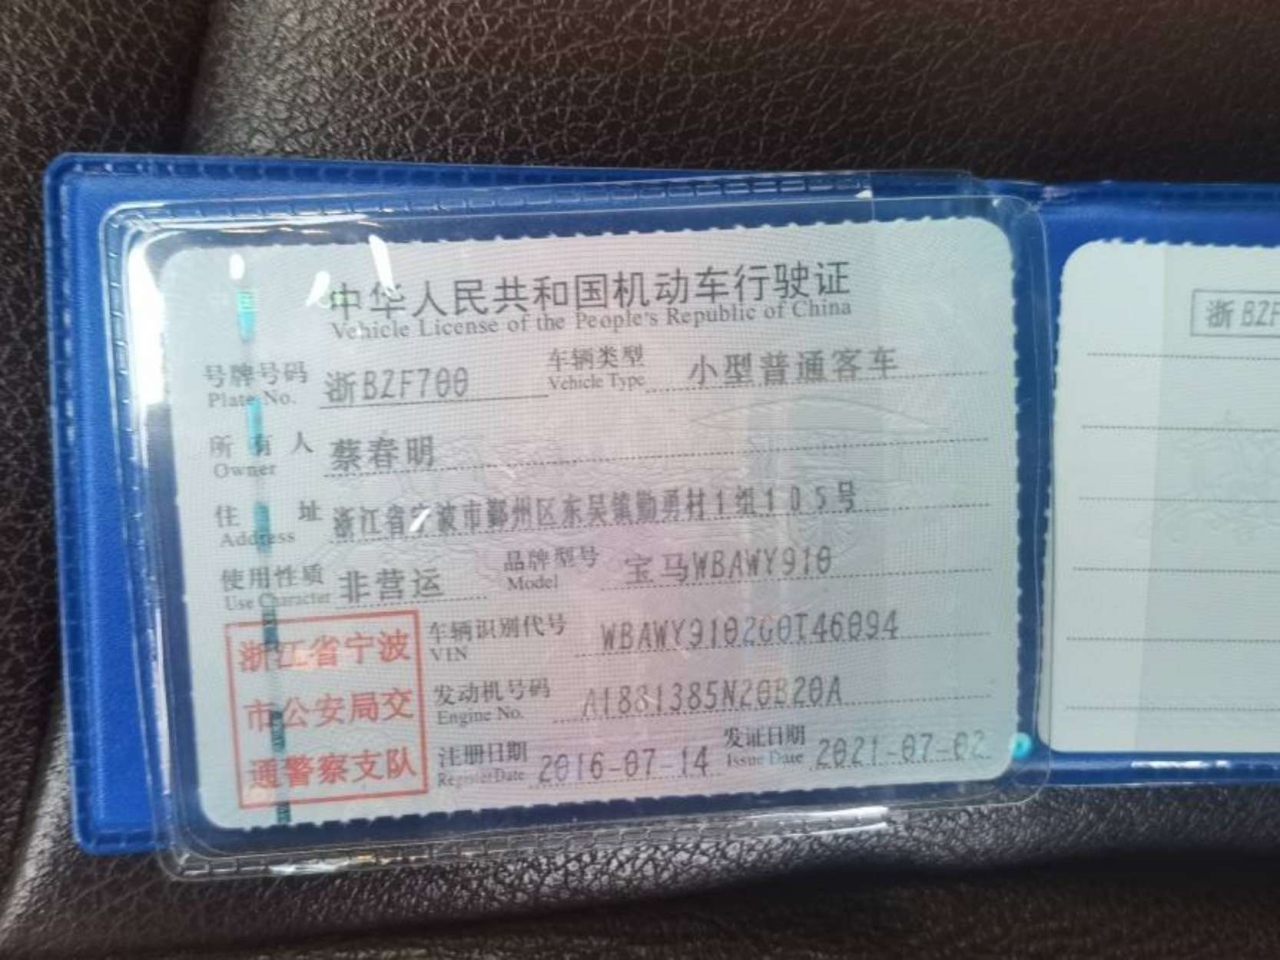 中华人民共和国机动车行驶证
Vehicle License of the People's Republic of China
号牌号码 浙BZF700 车辆类型 小型普通客车
Plate No. Vehicle Type
所有人 蔡春明
Owner
住址 浙江省宁波市鄞州区东吴镇勤勇村1组105号
Address
使用性质 非营运 品牌型号 宝马WBAWY910
Use Character Model
浙江省宁波
市公安局交
通警察支队
车辆识别代号 WBAWY9102G0T46094
VIN
发动机号码 A1881385N20B20A
Engine No.
注册日期 2016-07-14 发证日期 2021-07-02
Register Date Issue Date
浙BZF